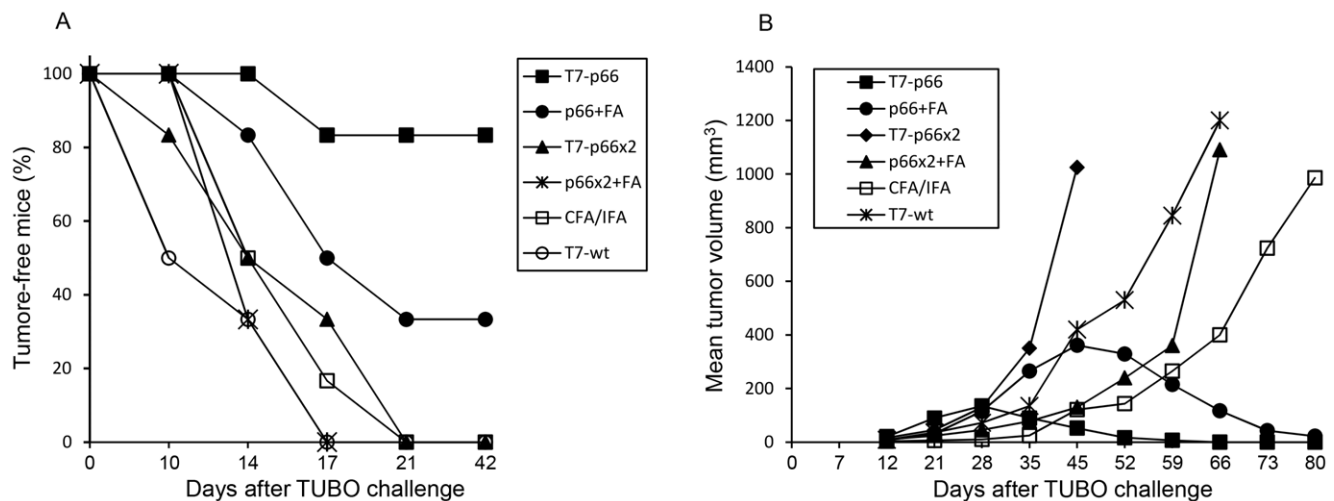 A
Tumore-free mice (%)
100
80
60
40
20
0
0 10 14 17 21 42
Days after TUBO challenge
T7-p66
p66+FA
T7-p66x2
p66x2+FA
CFA/IFA
T7-wt
B
Mean tumor volume (mm³)
1400
1200
1000
800
600
400
200
0
0 7 12 21 28 35 45 52 59 66 73 80
Days after TUBO challenge
T7-p66
p66+FA
T7-p66x2
p66x2+FA
CFA/IFA
T7-wt